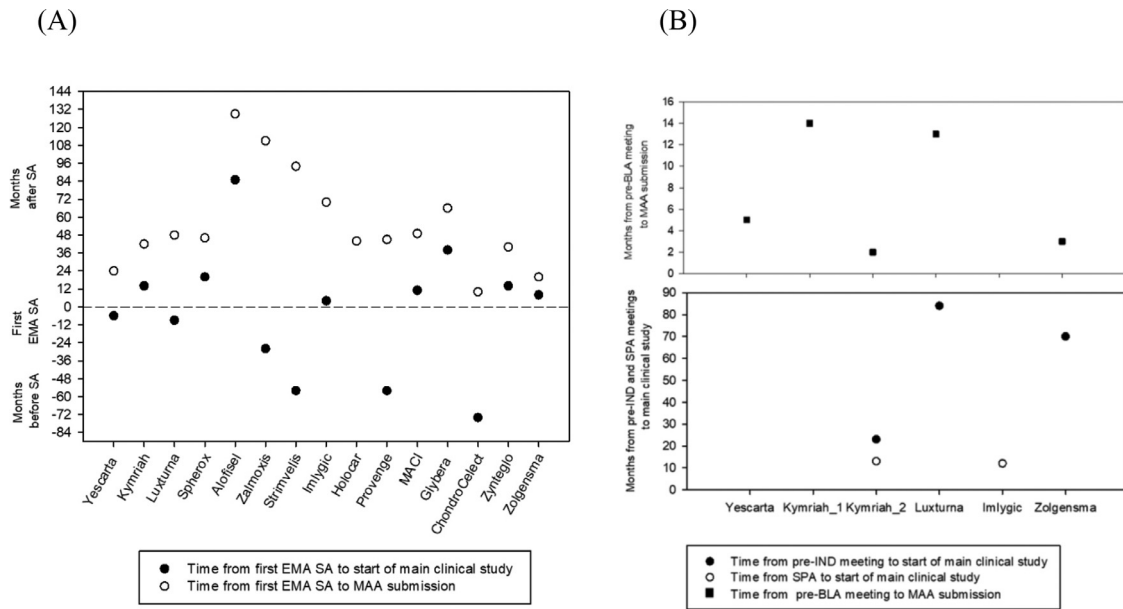 (A)
Months after SA
First EMA SA
Months before SA
144
132
120
108
96
84
72
60
48
36
24
12
0
-12
-24
-36
-48
-60
-72
-84
Yescarta
Kymriah
Luxturna
Spherox
Alofisel
Zalmoxis
Strimvelis
Imlygic
Holocar
Provenge
MACI
Glybera
ChondroCelect
Zynteglo
Zolgensma
Time from first EMA SA to start of main clinical study
Time from first EMA SA to MAA submission
(B)
Months from pre-BLA meeting
to MAA submission
16
14
12
10
8
6
4
2
0
Months from pre-IND and SPA meetings
to main clinical study
90
80
70
60
50
40
30
20
10
0
Yescarta Kymriah_1 Kymriah_2 Luxturna Imlygic Zolgensma
Time from pre-IND meeting to start of main clinical study
Time from SPA to start of main clinical study
Time from pre-BLA meeting to MAA submission